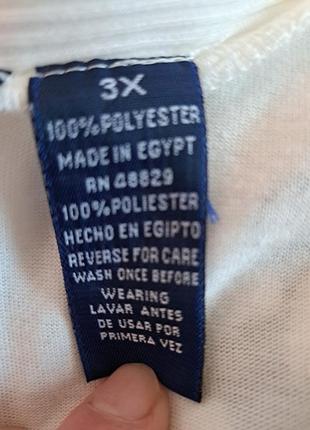 3X
100%POLYESTER
MADE IN EGYPT
RN 48829
100%POLIESTER
HECHO EN EGIPTO
REVERSE FOR CARE
WASH ONCE BEFORE
WEARING
LAVAR ANTES
DE USAR POR
PRIMERA VEZ